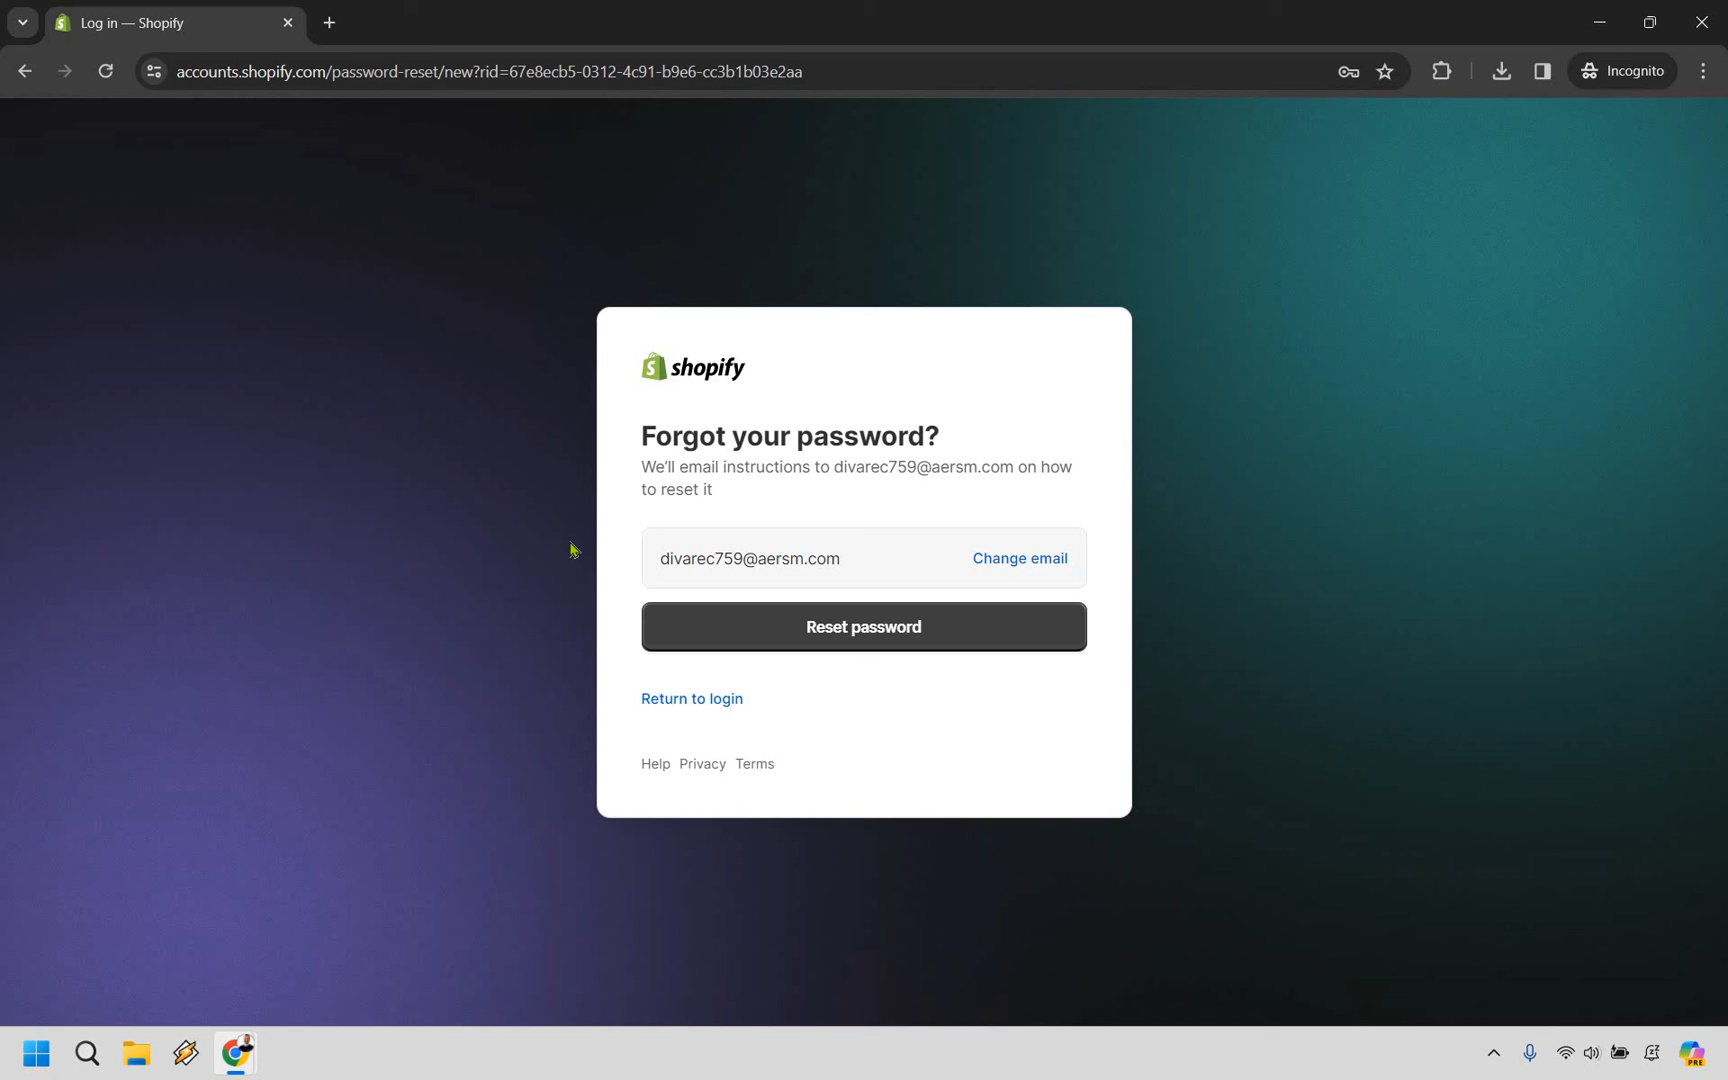 Log in — Shopify
accounts.shopify.com/password-reset/new?rid=67e8ecb5-0312-4c91-b9e6-cc3b1b03e2aa
Incognito
shopify
Forgot your password?
We'll email instructions to divarec759@aersm.com on how
to reset it
divarec759@aersm.com
Change email
Reset password
Return to login
Help Privacy Terms
PRE